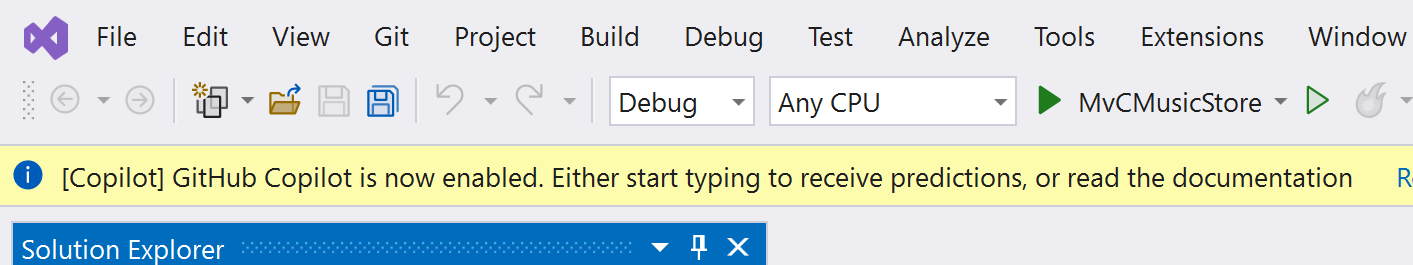 File Edit View Git Project Build Debug Test Analyze Tools Extensions Window
Debug Any CPU MvCMusicStore
[Copilot] GitHub Copilot is now enabled. Either start typing to receive predictions, or read the documentation
Solution Explorer